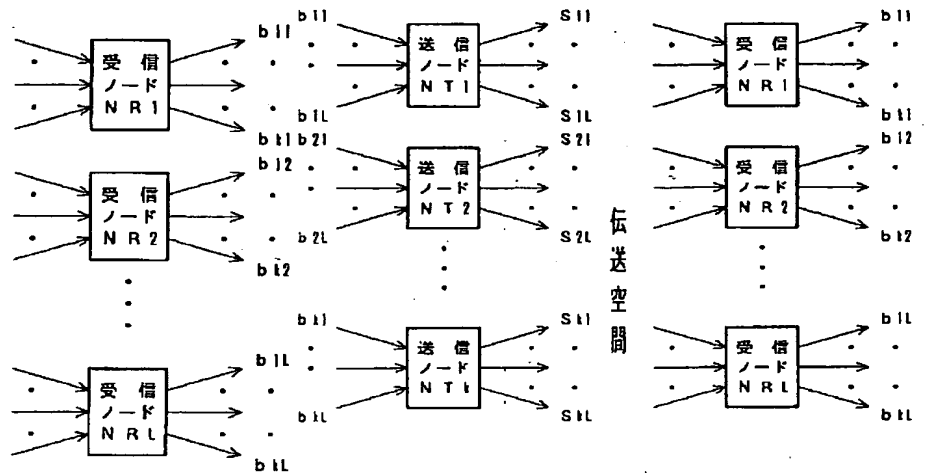 b11
受信
ノード
NR1
bk1
b12
受信
ノード
NR2
bk2
b1L
受信
ノード
NRL
bkL
b11
S11
送信
ノード
NT1
b1L
S1L
b21
S21
送信
ノード
NT2
b2L
S2L
bk1
Sk1
送信
ノード
NTk
bkL
SkL
伝送空間
b11
受信
ノード
NR1
bk1
b12
受信
ノード
NR2
bk2
b1L
受信
ノード
NRL
bkL